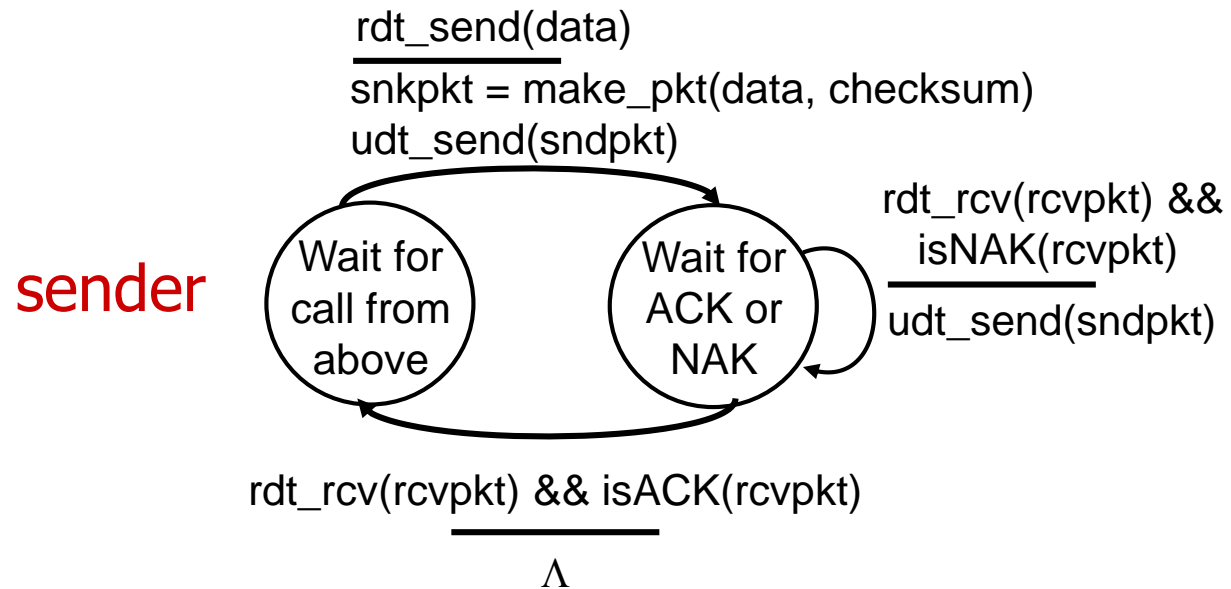 rdt_send(data)
snkpkt = make_pkt(data, checksum)
udt_send(sndpkt)
sender
Wait for
call from
above
Wait for
ACK or
NAK
rdt_rcv(rcvpkt) &&
isNAK(rcvpkt)
udt_send(sndpkt)
rdt_rcv(rcvpkt) && isACK(rcvpkt)
Λ